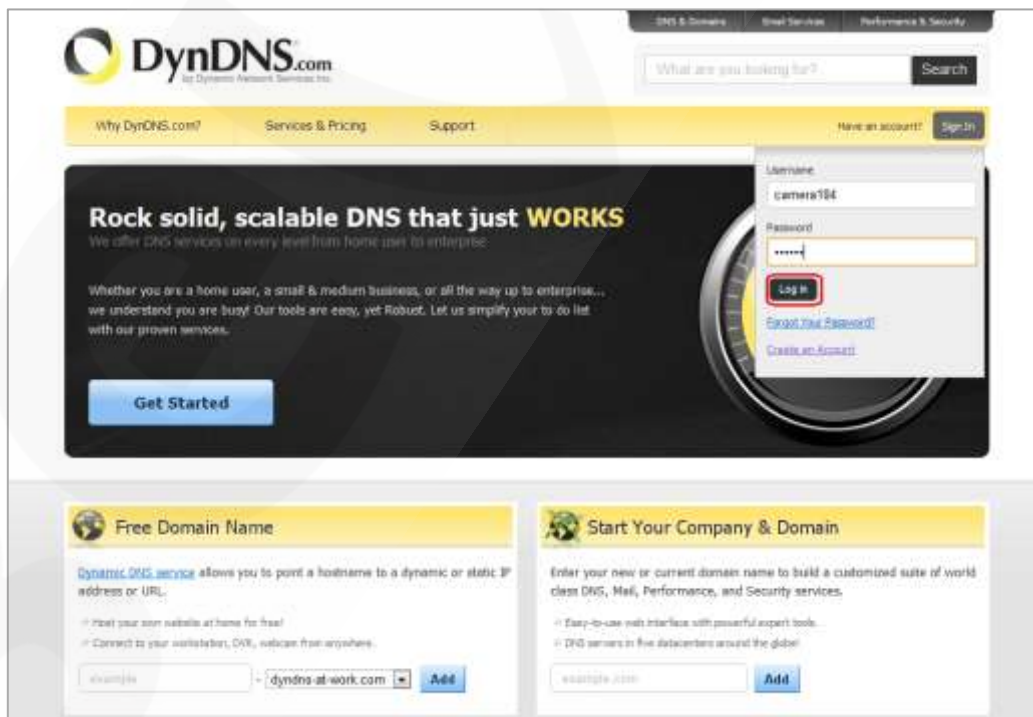 DNS & Domains Email Services Performance & Security
DynDNS.com
by Dynamic Network Services Inc.
What are you looking for? Search
Why DynDNS.com? Services & Pricing Support Have an account? Sign In
Username
camera104
Password
••••••
Log in
Forgot Your Password?
Create an Account
Rock solid, scalable DNS that just WORKS
We offer DNS services on every level from home user to enterprise
Whether you are a home user, a small & medium business, or all the way up to enterprise...
we understand you are busy! Our tools are easy, yet Robust. Let us simplify your to do list
with our proven services.
Get Started
Free Domain Name
Dynamic DNS service allows you to point a hostname to a dynamic or static IP
address or URL.
Host your own website at home for free!
Connect to your workstation, DVR, webcam from anywhere.
example - dyndns-at-work.com Add
Start Your Company & Domain
Enter your new or current domain name to build a customized suite of world
class DNS, Mail, Performance, and Security services.
Easy-to-use web interface with powerful expert tools.
DNS servers in five datacenters around the globe!
example.com Add